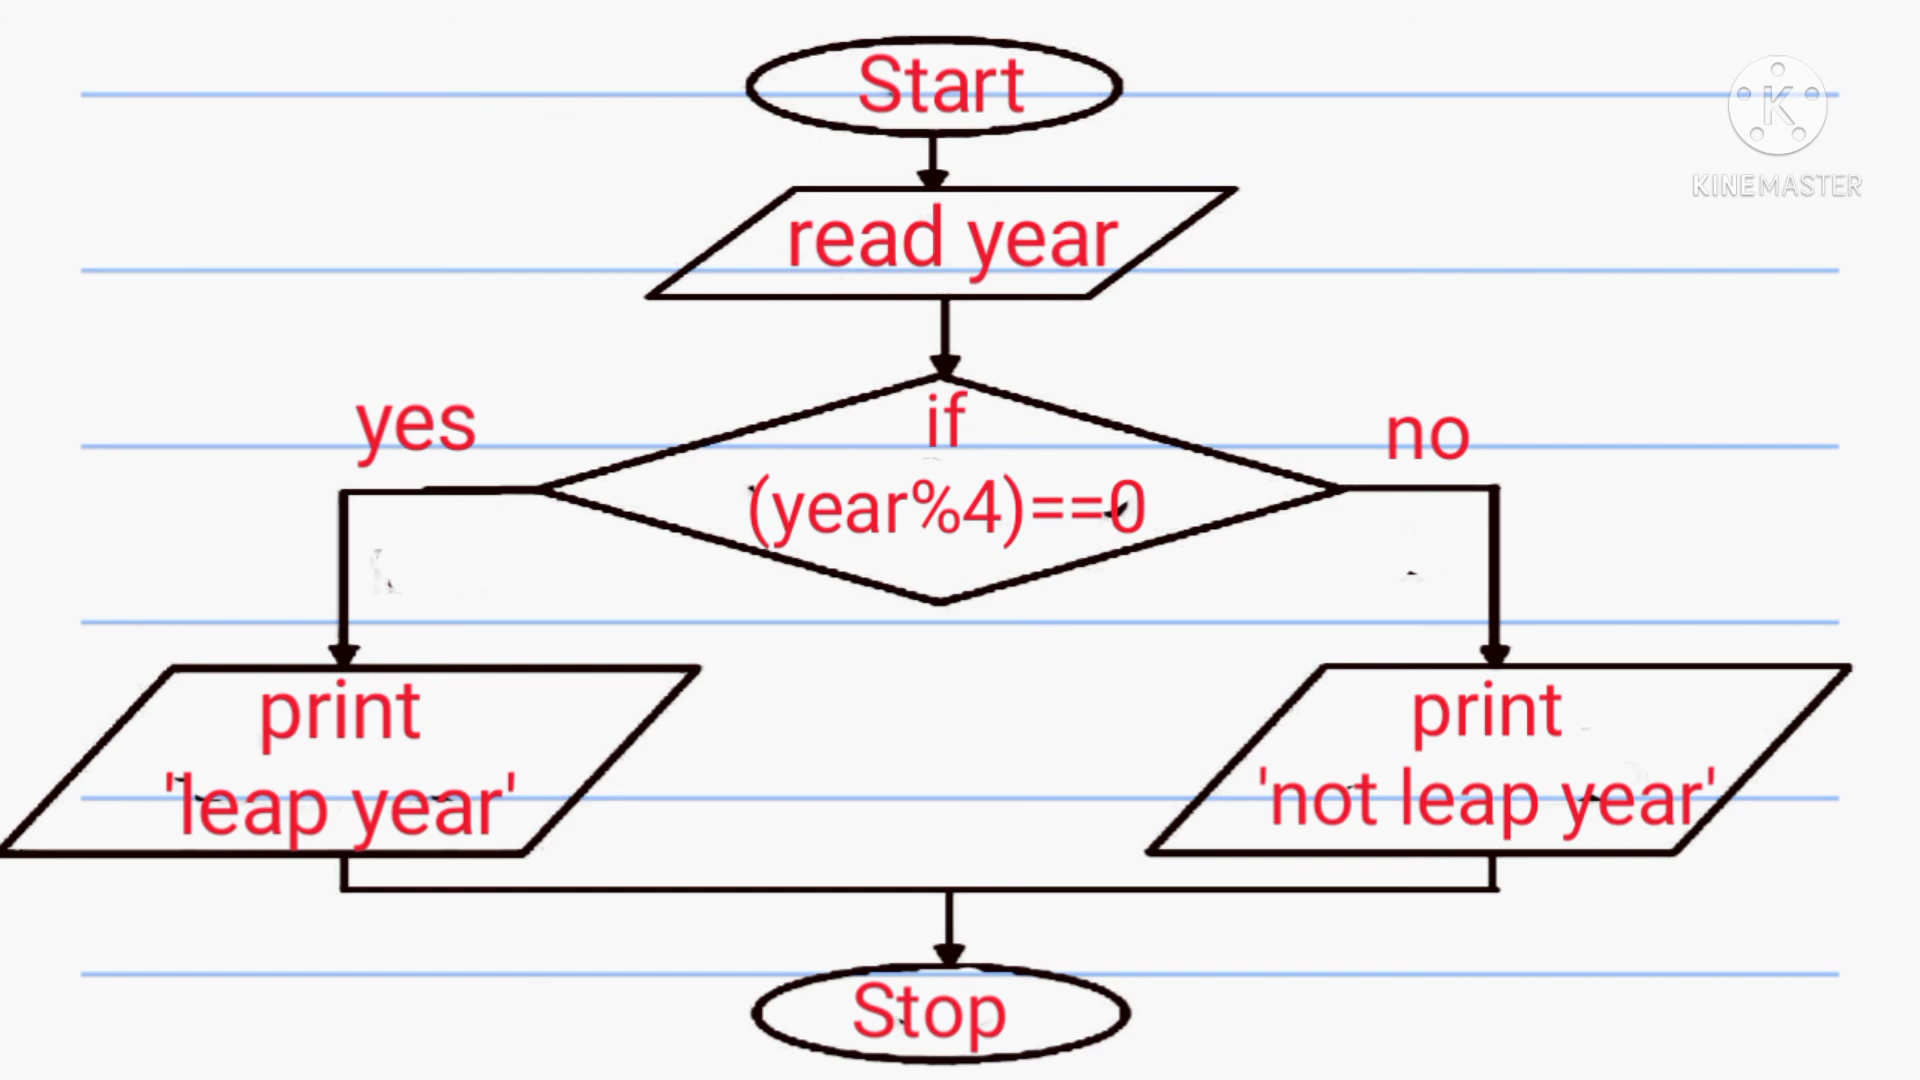 Start
KINEMASTER
read year
yes
if
no
(year%4)==0
print
'leap year'
print
'not leap year'
Stop